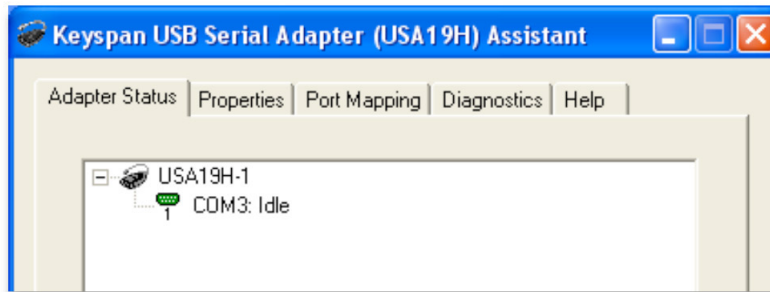 Keyspan USB Serial Adapter (USA19H) Assistant
Adapter Status Properties Port Mapping Diagnostics Help
USA19H-1
1 COM3: Idle